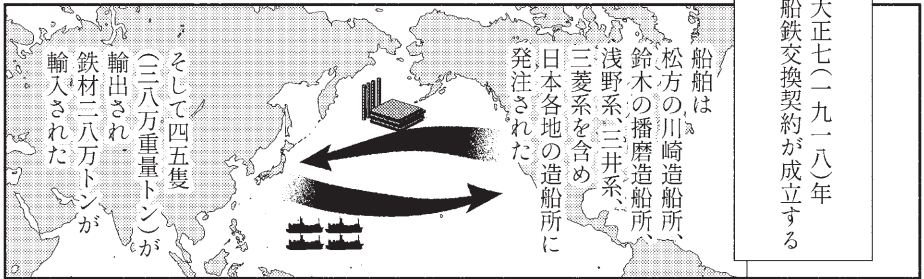 大正七(一九一八)年
船鉄交換契約が成立する
船舶は
松方の川崎造船所、
鈴木の播磨造船所、
浅野系、三井系、
三菱系を含め
日本各地の造船所に
発注された
そして四五隻
(三八万重量トン)が
輸出され
鉄材二八万トンが
輸入された